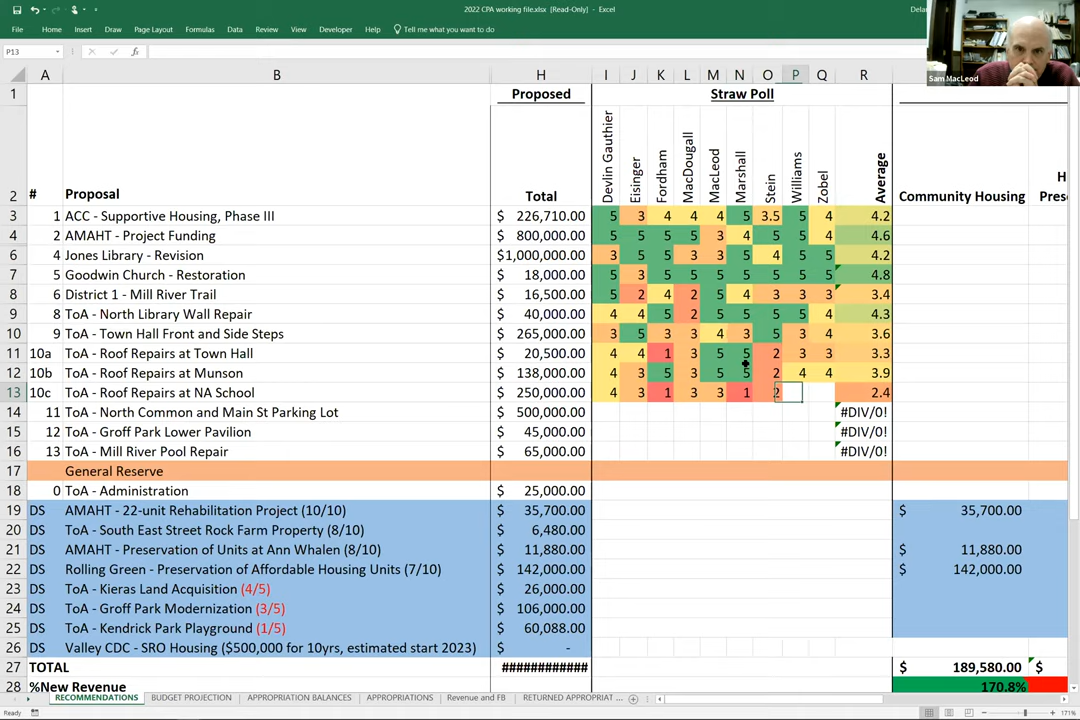 2022 CPA working file.xlsx [Read-Only] - Excel
File Home Insert Draw Page Layout Formulas Data Review View Developer Help Tell me what you want to do
Sam MacLeod
P13 fx
A B H I J K L M N O P Q R
1 Proposed Straw Poll
2 # Proposal Total Devlin Gauthier Eisinger Fordham MacDougall MacLeod Marshall Stein Williams Zobel Average Community Housing
3 1 ACC - Supportive Housing, Phase III $ 226,710.00 5 3 4 4 4 5 3.5 5 4 4.2
4 2 AMAHT - Project Funding $ 800,000.00 5 5 5 5 3 4 5 5 4 4.6
6 4 Jones Library - Revision $1,000,000.00 3 5 5 3 3 5 4 5 5 4.2
7 5 Goodwin Church - Restoration $ 18,000.00 5 3 5 5 5 5 5 5 5 4.8
8 6 District 1 - Mill River Trail $ 16,500.00 5 2 4 2 5 4 3 3 3 3.4
9 8 ToA - North Library Wall Repair $ 40,000.00 4 4 5 2 5 5 5 5 4 4.3
10 9 ToA - Town Hall Front and Side Steps $ 265,000.00 3 5 3 3 4 3 5 3 4 3.6
11 10a ToA - Roof Repairs at Town Hall $ 20,500.00 4 4 1 3 5 5 2 3 3 3.3
12 10b ToA - Roof Repairs at Munson $ 138,000.00 4 3 5 3 5 5 2 4 4 3.9
13 10c ToA - Roof Repairs at NA School $ 250,000.00 4 3 1 3 3 1 2 2.4
14 11 ToA - North Common and Main St Parking Lot $ 500,000.00 #DIV/0!
15 12 ToA - Groff Park Lower Pavilion $ 45,000.00 #DIV/0!
16 13 ToA - Mill River Pool Repair $ 65,000.00 #DIV/0!
17 General Reserve
18 0 ToA - Administration $ 25,000.00
19 DS AMAHT - 22-unit Rehabilitation Project (10/10) $ 35,700.00 $ 35,700.00
20 DS ToA - South East Street Rock Farm Property (8/10) $ 6,480.00
21 DS AMAHT - Preservation of Units at Ann Whalen (8/10) $ 11,880.00 $ 11,880.00
22 DS Rolling Green - Preservation of Affordable Housing Units (7/10) $ 142,000.00 $ 142,000.00
23 DS ToA - Kieras Land Acquisition (4/5) $ 26,000.00
24 DS ToA - Groff Park Modernization (3/5) $ 106,000.00
25 DS ToA - Kendrick Park Playground (1/5) $ 60,088.00
26 DS Valley CDC - SRO Housing ($500,000 for 10yrs, estimated start 2023) $ -
27 TOTAL ############ $ 189,580.00 $
28 %New Revenue 170.8%
RECOMMENDATIONS BUDGET PROJECTION APPROPRIATION BALANCES APPROPRIATIONS Revenue and FB RETURNED APPROPRIAT ...
Ready 171%